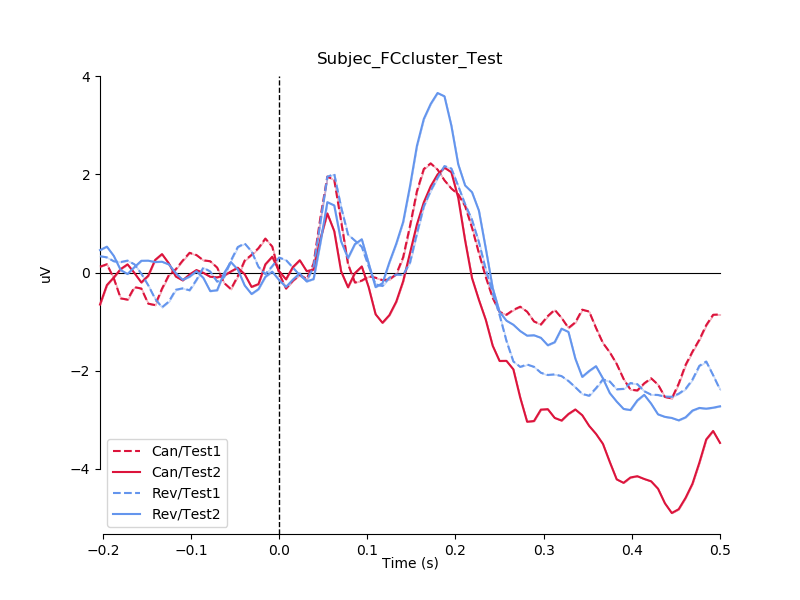 Subjec_FCcluster_Test
4
2
0
−2
−4
uV
Can/Test1
Can/Test2
Rev/Test1
Rev/Test2
−0.2 −0.1 0.0 0.1 0.2 0.3 0.4 0.5
Time (s)